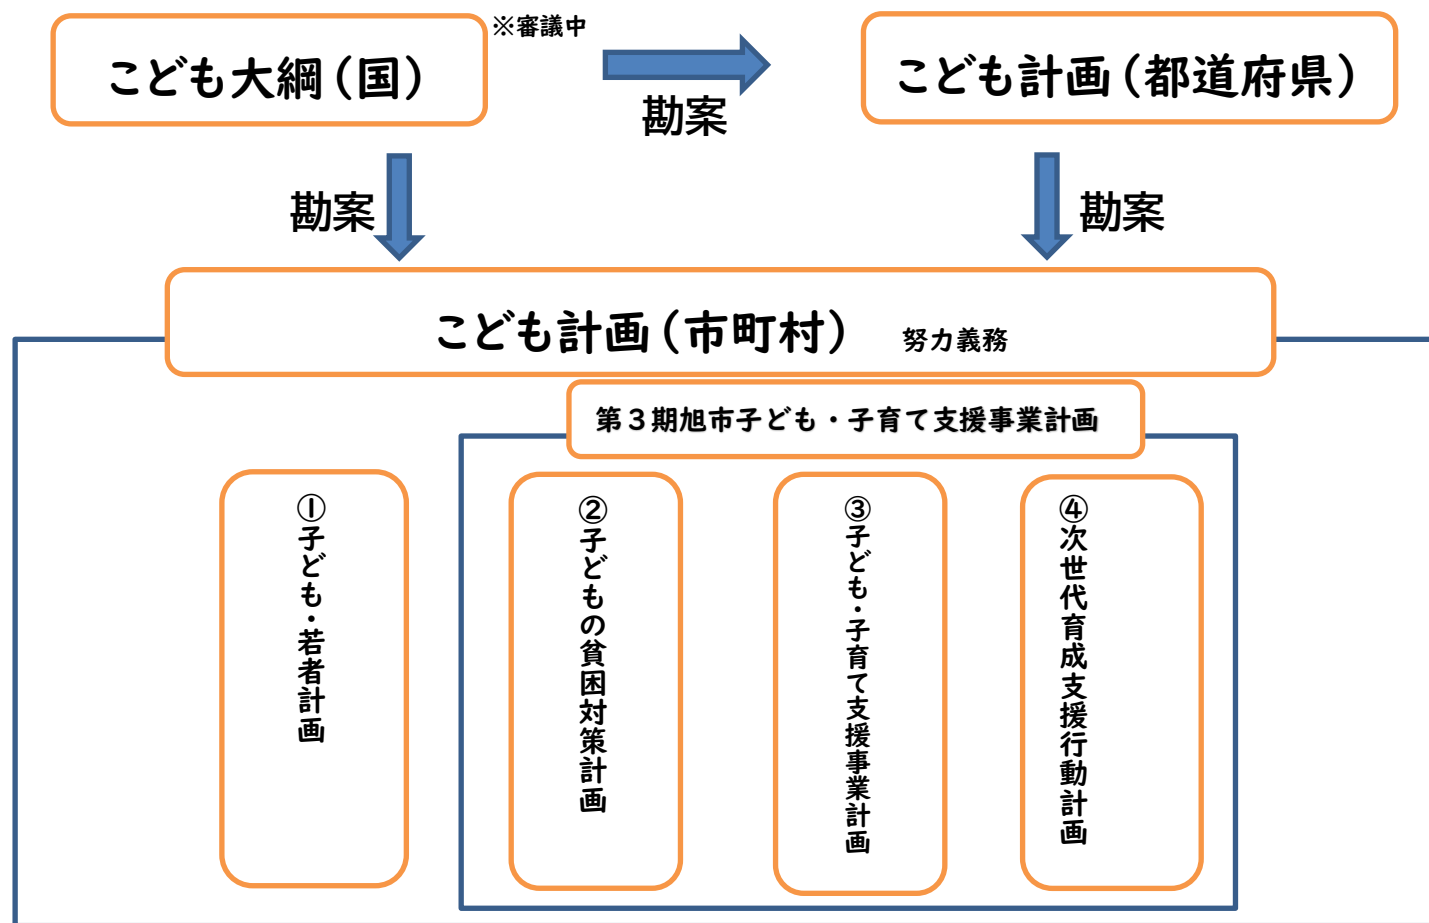 こども大綱（国）
※審議中
勘案
こども計画（都道府県）
勘案
勘案
こども計画（市町村） 努力義務
第３期旭市子ども・子育て支援事業計画
①子ども・若者計画
②子どもの貧困対策計画
③子ども・子育て支援事業計画
④次世代育成支援行動計画